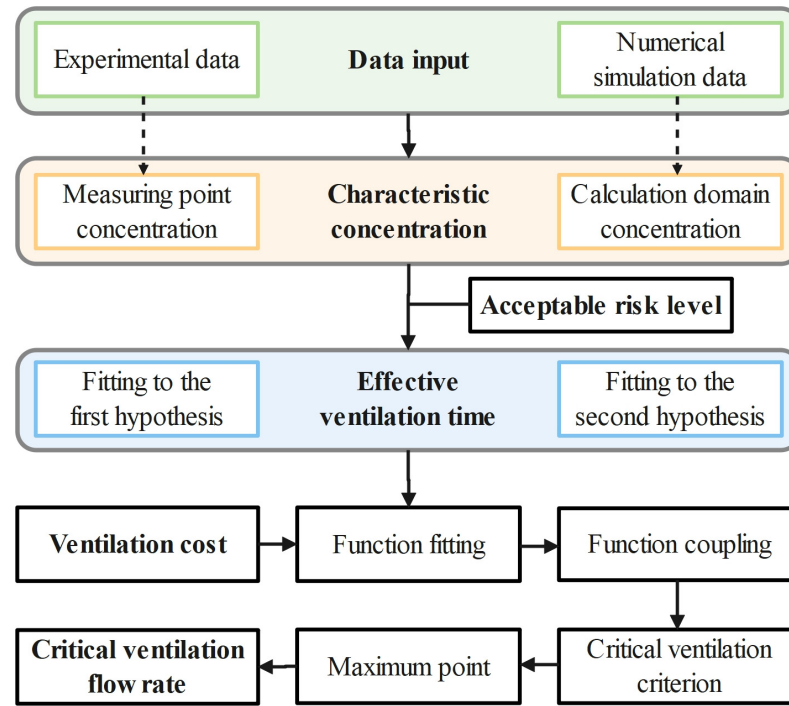 Experimental data
Data input
Numerical
simulation data
Measuring point
concentration
Characteristic
concentration
Calculation domain
concentration
Acceptable risk level
Fitting to the
first hypothesis
Effective
ventilation time
Fitting to the
second hypothesis
Ventilation cost
Function fitting
Function coupling
Critical ventilation
flow rate
Maximum point
Critical ventilation
criterion